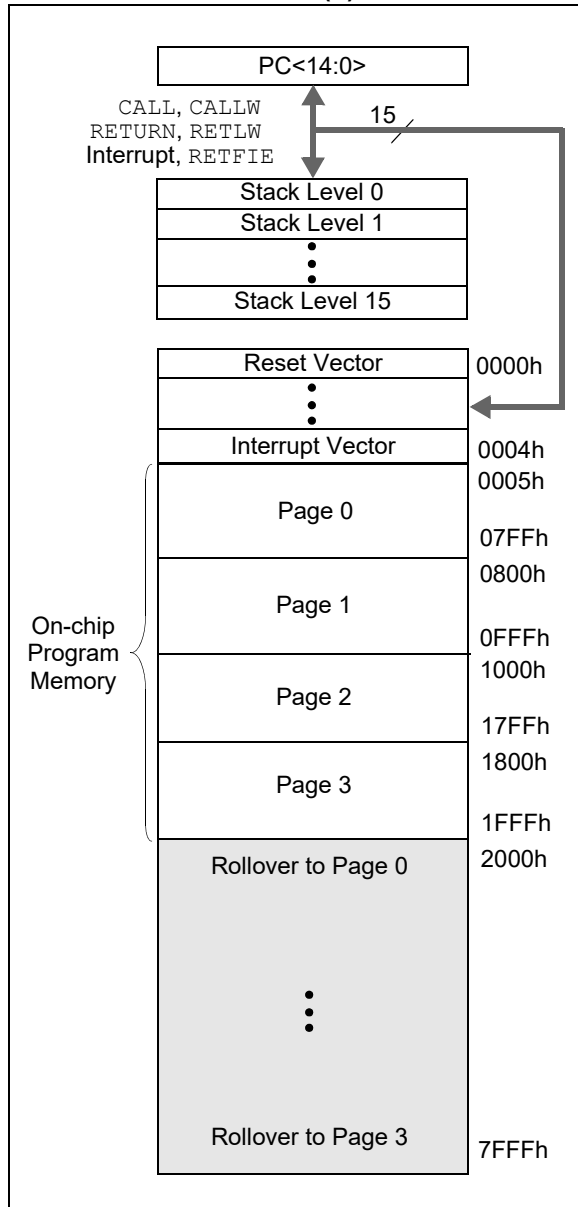 PC<14:0>
CALL, CALLW
RETURN, RETLW
Interrupt, RETFIE
15
Stack Level 0
Stack Level 1
Stack Level 15
Reset Vector
0000h
Interrupt Vector
0004h
0005h
Page 0
07FFh
0800h
Page 1
On-chip
Program
Memory
0FFFh
1000h
Page 2
17FFh
1800h
Page 3
1FFFh
Rollover to Page 0
2000h
Rollover to Page 3
7FFFh